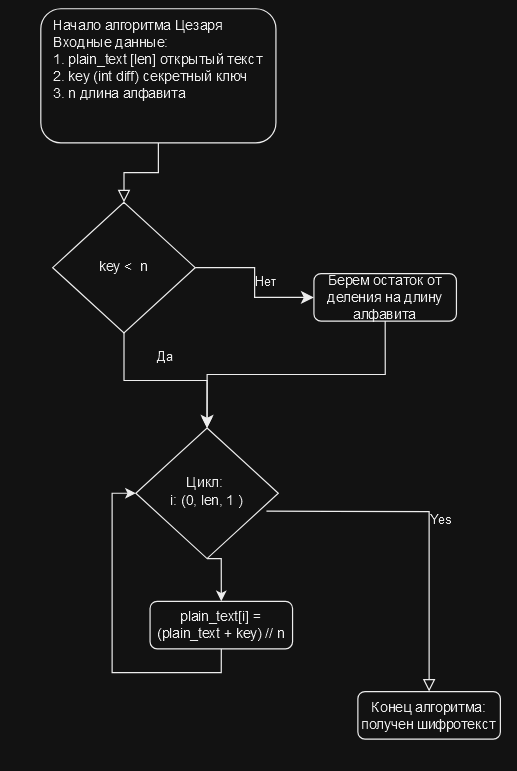 Начало алгоритма Цезаря
Входные данные:
1. plain_text [len] открытый текст
2. key (int diff) секретный ключ
3. n длина алфавита
key < n
Нет
Берем остаток от
деления на длину
алфавита
Да
Цикл:
i: (0, len, 1 )
Yes
plain_text[i] =
(plain_text + key) // n
Конец алгоритма:
получен шифротекст